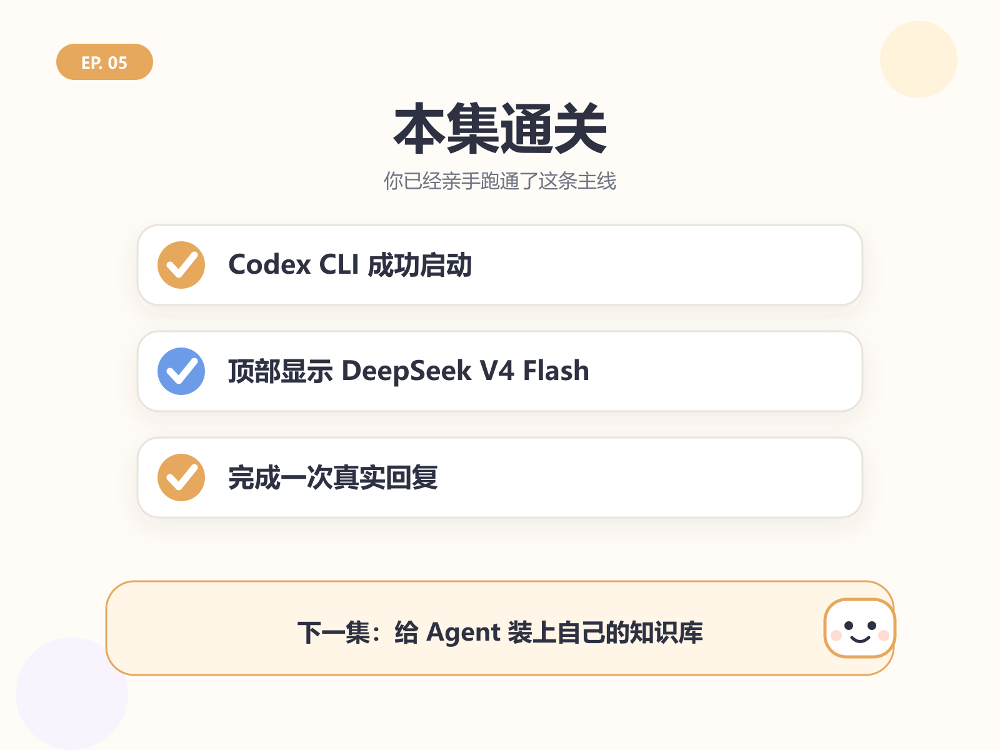 EP. 05
本集通关
你已经亲手跑通了这条主线
Codex CLI 成功启动
顶部显示 DeepSeek V4 Flash
完成一次真实回复
下一集：给 Agent 装上自己的知识库